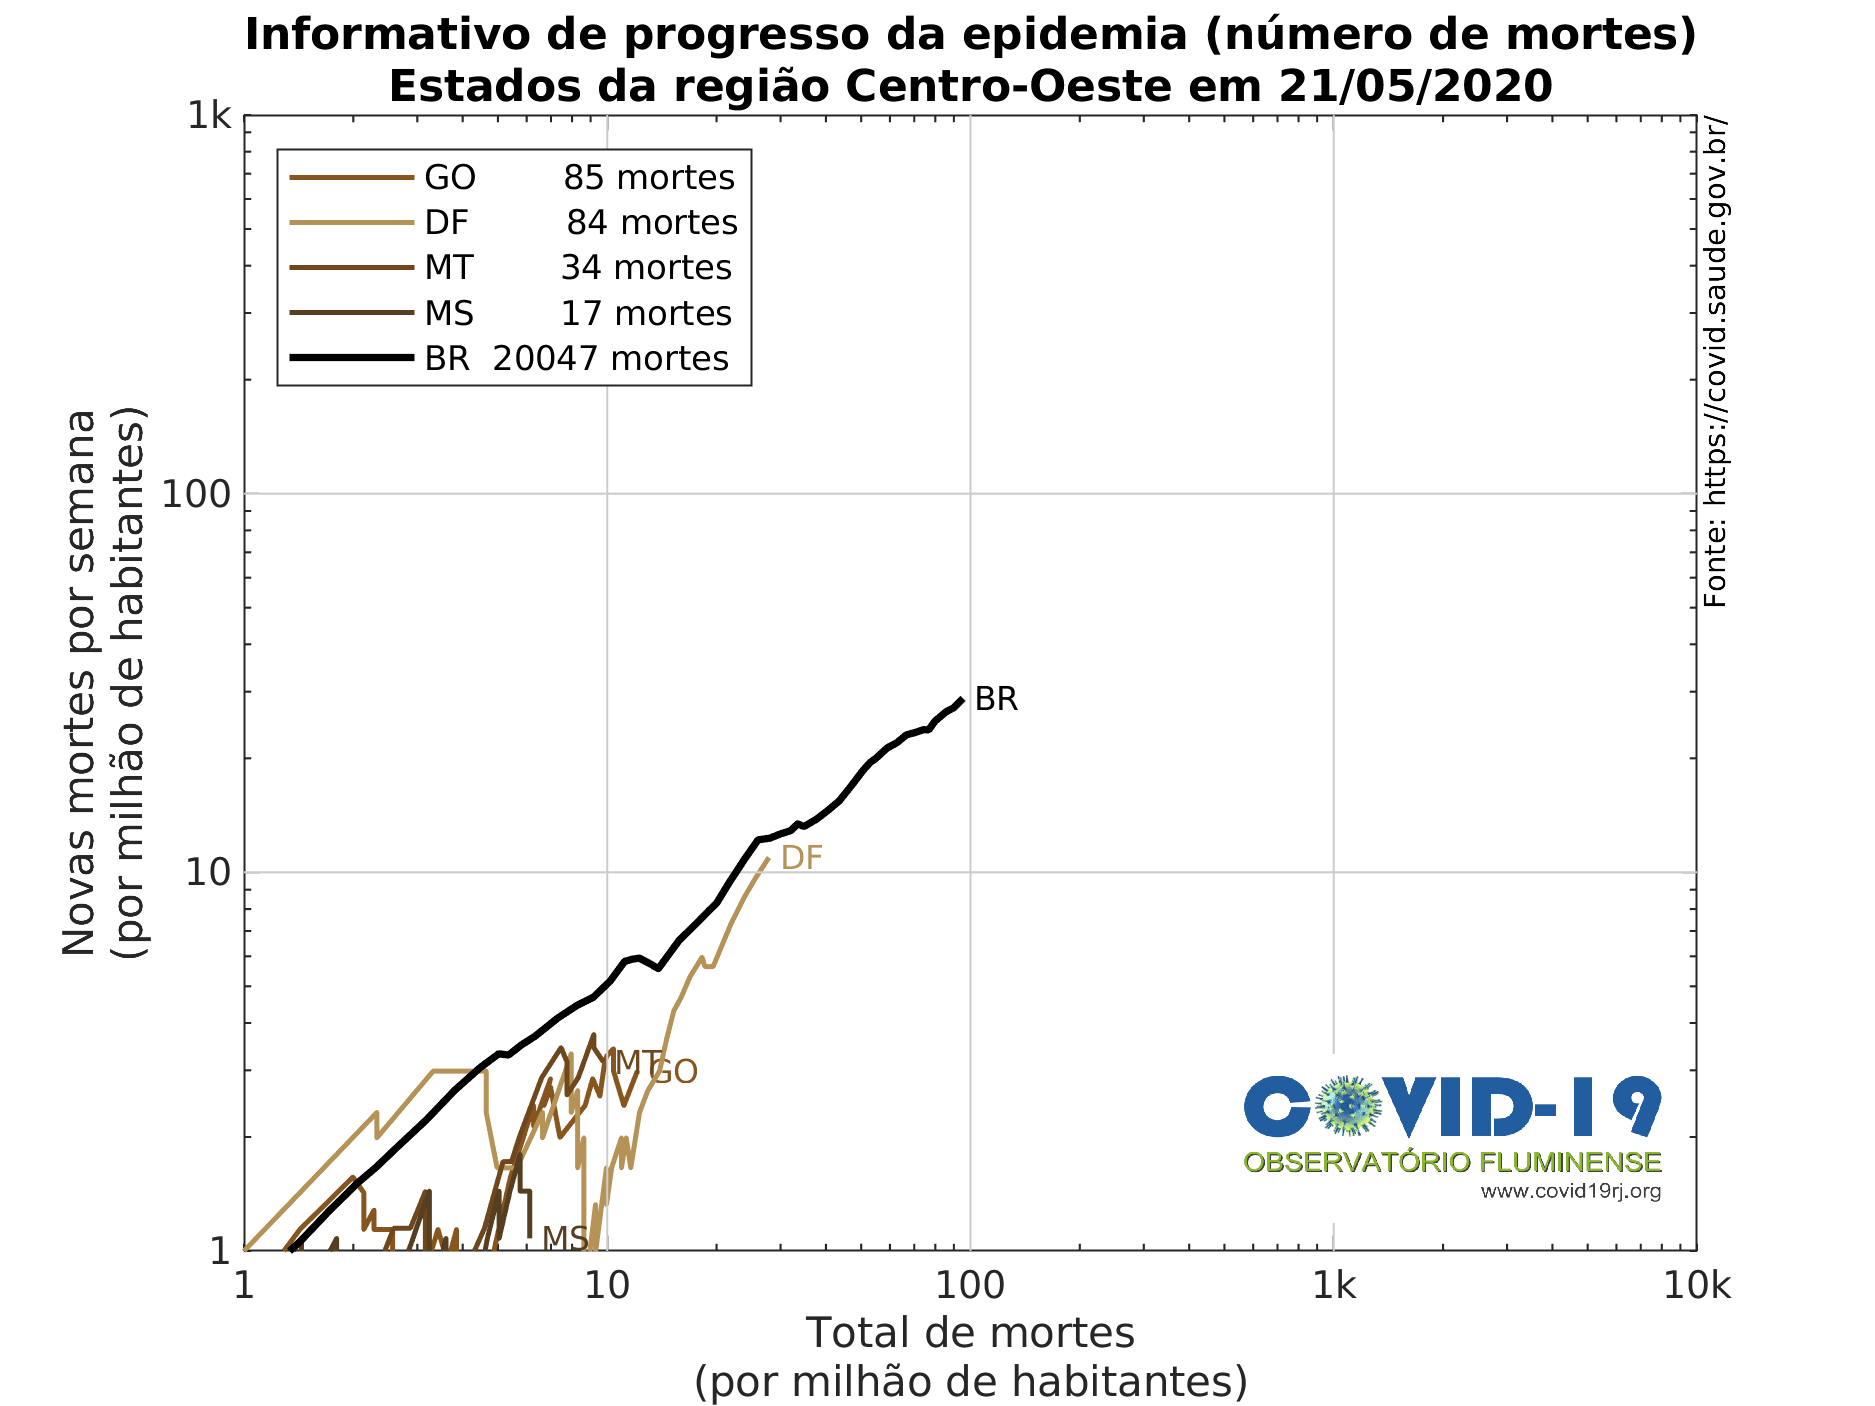 Informativo de progresso da epidemia (número de mortes)
Estados da região Centro-Oeste em 21/05/2020
1k
100
10
1
Novas mortes por semana
(por milhão de habitantes)
GO 85 mortes
DF 84 mortes
MT 34 mortes
MS 17 mortes
BR 20047 mortes
BR
DF
MT
GO
MS
Fonte: https://covid.saude.gov.br/
COVID-19
OBSERVATÓRIO FLUMINENSE
www.covid19rj.org
1
10
100
1k
10k
Total de mortes
(por milhão de habitantes)